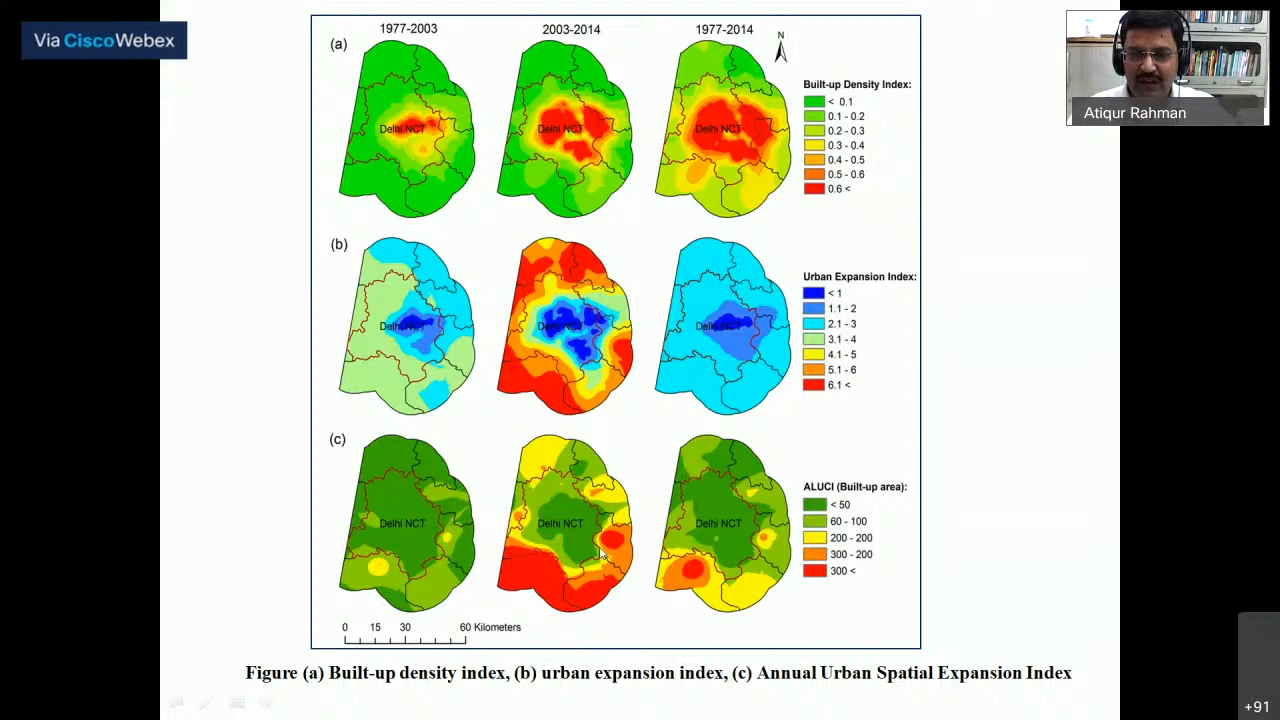 Via CiscoWebex
1977-2003
2003-2014
1977-2014
N
Atiqur Rahman
(a)
Delhi NCT
Delhi NCT
Delhi NCT
Built-up Density Index:
< 0.1
0.1 - 0.2
0.2 - 0.3
0.3 - 0.4
0.4 - 0.5
0.5 - 0.6
0.6 <
(b)
Delhi NCT
Delhi NCT
Delhi NCT
Urban Expansion Index:
< 1
1.1 - 2
2.1 - 3
3.1 - 4
4.1 - 5
5.1 - 6
6.1 <
(c)
Delhi NCT
Delhi NCT
Delhi NCT
ALUCI (Built-up area):
< 50
60 - 100
200 - 200
300 - 200
300 <
0 15 30 60 Kilometers
Figure (a) Built-up density index, (b) urban expansion index, (c) Annual Urban Spatial Expansion Index
+91